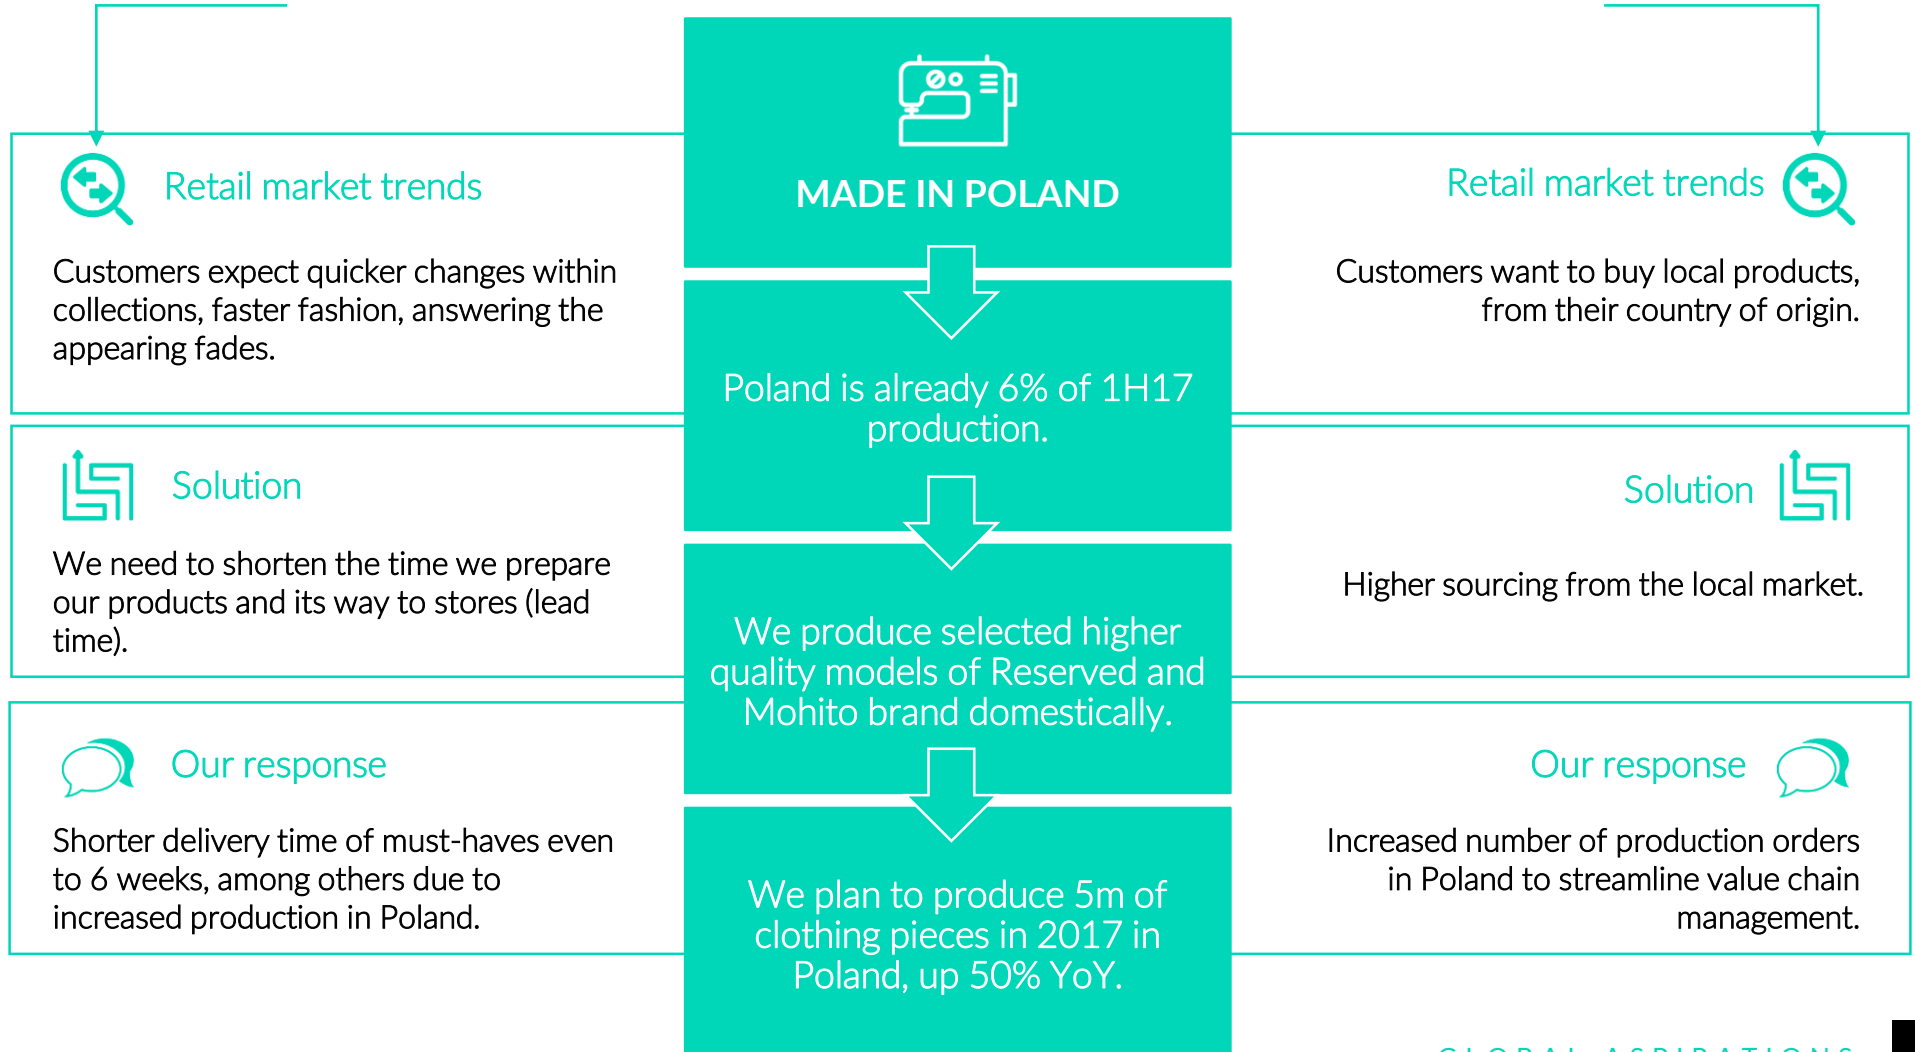 MADE IN POLAND
Poland is already 6% of 1H17
production.
We produce selected higher
quality models of Reserved and
Mohito brand domestically.
We plan to produce 5m of
clothing pieces in 2017 in
Poland, up 50% YoY.
Retail market trends
Customers expect quicker changes within
collections, faster fashion, answering the
appearing fades.
Solution
We need to shorten the time we prepare
our products and its way to stores (lead
time).
Our response
Shorter delivery time of must-haves even
to 6 weeks, among others due to
increased production in Poland.
Retail market trends
Customers want to buy local products,
from their country of origin.
Solution
Higher sourcing from the local market.
Our response
Increased number of production orders
in Poland to streamline value chain
management.
GLOBAL ASPIRATIONS